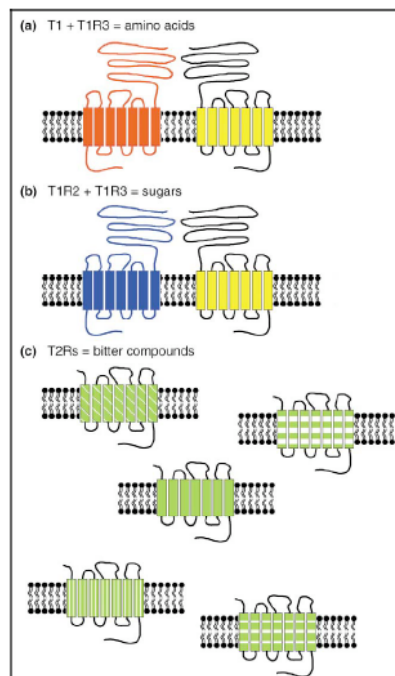 (a) T1 + T1R3 = amino acids
(b) T1R2 + T1R3 = sugars
(c) T2Rs = bitter compounds